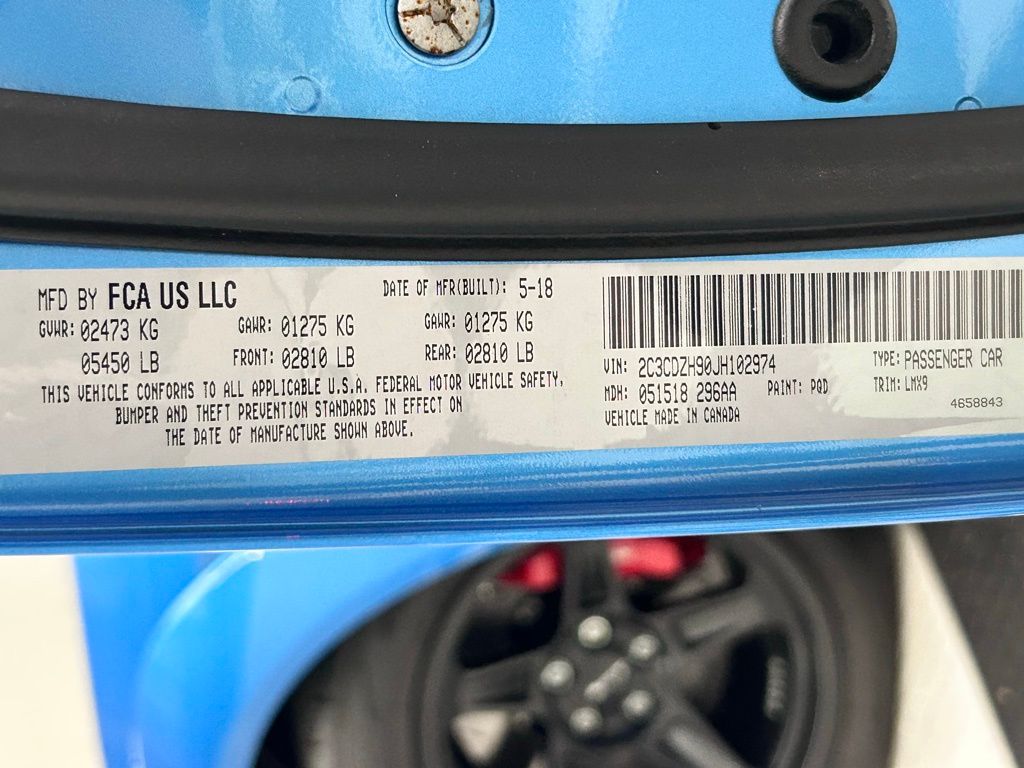 MFD BY FCA US LLC
DATE OF MFR(BUILT): 5-18
GVWR: 02473 KG
GAWR: 01275 KG
GAWR: 01275 KG
05450 LB
FRONT: 02810 LB
REAR: 02810 LB
THIS VEHICLE CONFORMS TO ALL APPLICABLE U.S.A. FEDERAL MOTOR VEHICLE SAFETY,
BUMPER AND THEFT PREVENTION STANDARDS IN EFFECT ON
THE DATE OF MANUFACTURE SHOWN ABOVE.
VIN: 2C3CDZH90JH102974
TYPE: PASSENGER CAR
MDH: 051518 296AA
PAINT: PQD
TRIM: LMX9
VEHICLE MADE IN CANADA
4658843